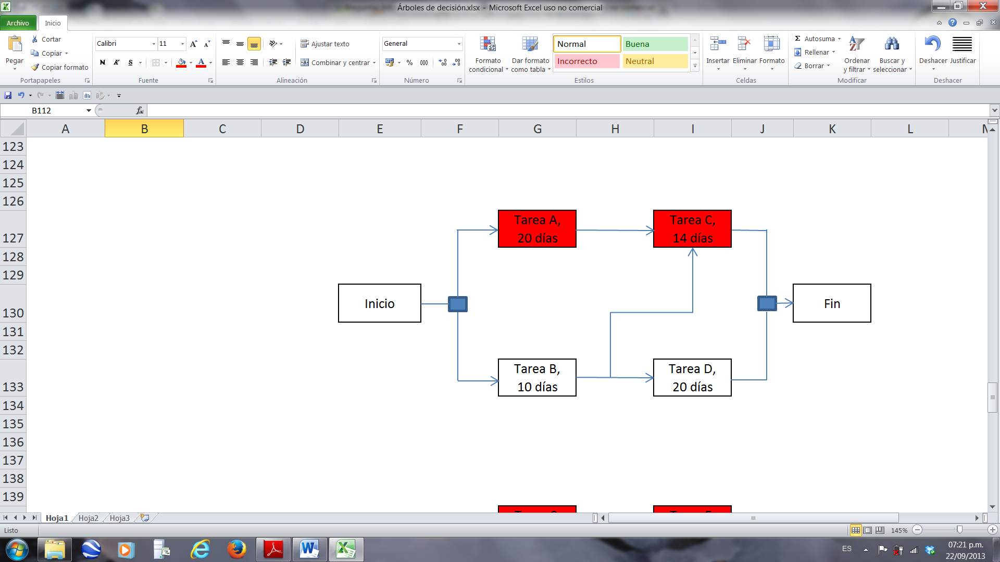 Árboles de decisión.xlsx - Microsoft Excel uso no comercial
Archivo
Inicio
Pegar
Cortar
Copiar
Copiar formato
Portapapeles
Calibri
11
N K S
Fuente
Ajustar texto
Combinar y centrar
Alineación
General
% 000
Número
Formato condicional
Dar formato como tabla
Normal
Buena
Incorrecto
Neutral
Estilos
Insertar
Eliminar
Formato
Celdas
Autosuma
Rellenar
Borrar
Ordenar y filtrar
Buscar y seleccionar
Modificar
Deshacer
Justificar
Deshacer
B112
fx
A B C D E F G H I J K L
123
124
125
126
127
128
129
130
131
132
133
134
135
136
137
138
139
Tarea A,
20 días
Tarea C,
14 días
Inicio
Fin
Tarea B,
10 días
Tarea D,
20 días
Hoja1
Hoja2
Hoja3
Listo
145%
ES
07:21 p.m.
22/09/2013